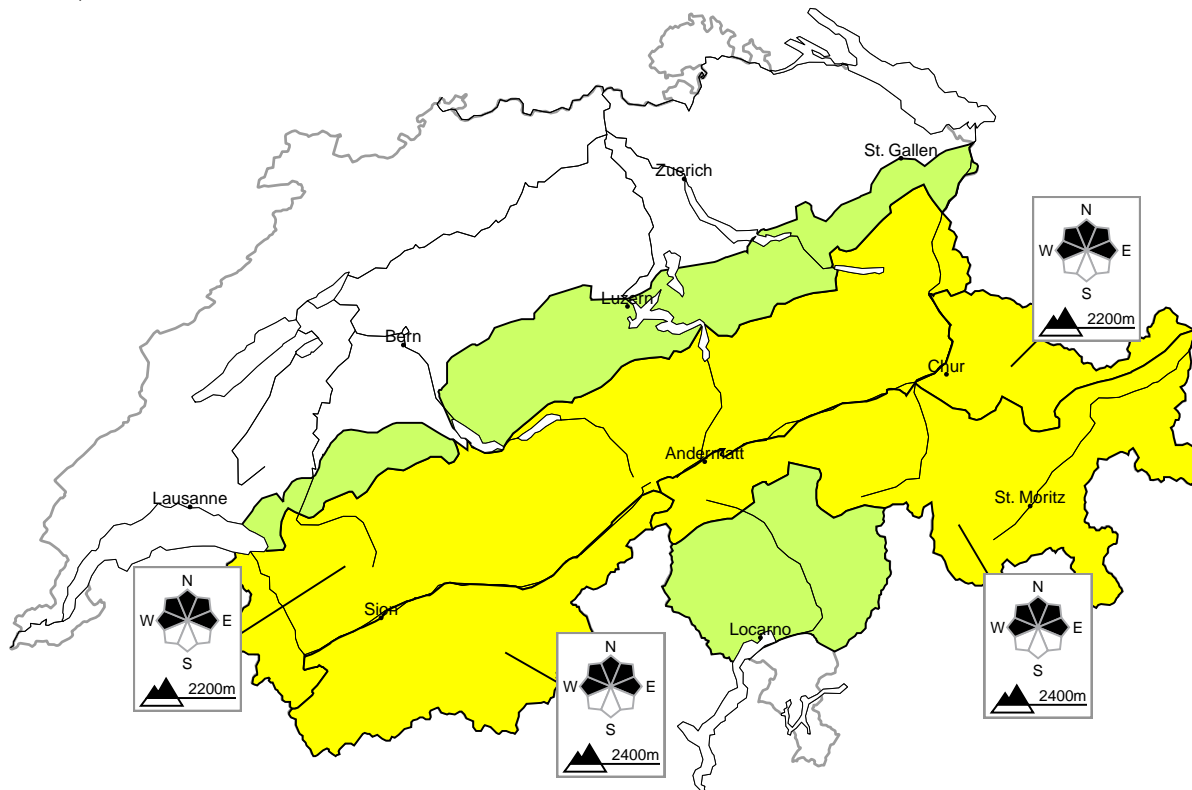 St. Gallen
Zuerich
N
W E
S
2200m
Luzern
Bern
Chur
Andermatt
Lausanne
St. Moritz
N
W E
S
2200m
Sion
Locarno
N
W E
S
2400m
N
W E
S
2400m